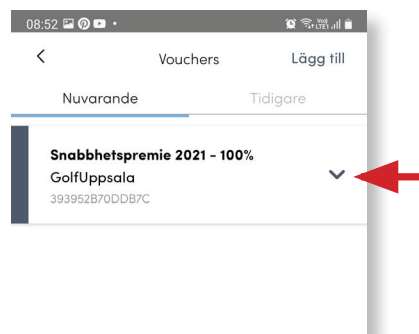 08:52
Vouchers Lägg till
Nuvarande Tidigare
Snabbhetspremie 2021 - 100%
GolfUppsala
393952B70DDB7C